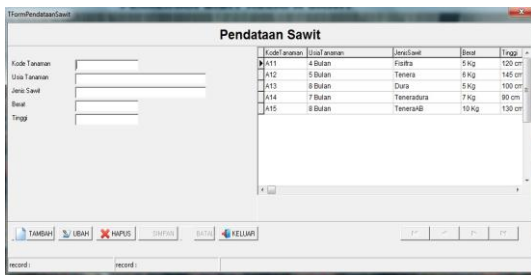 TFormPendataanSawit
Pendataan Sawit
Kode Tanaman
Usia Tanaman
Jenis Sawit
Berat
Tinggi
KodeTanaman UsiaTanaman JenisSawit Berat Tinggi
A11 4 Bulan Fisifra 5 Kg 120 cm
A12 5 Bulan Tenera 6 Kg 145 cm
A13 8 Bulan Dura 5 Kg 100 cm
A14 7 Bulan Teneradura 7 Kg 90 cm
A15 8 Bulan TeneraAB 10 Kg 130 cm
TAMBAH UBAH HAPUS SIMPAN BATAL KELUAR
record : record :